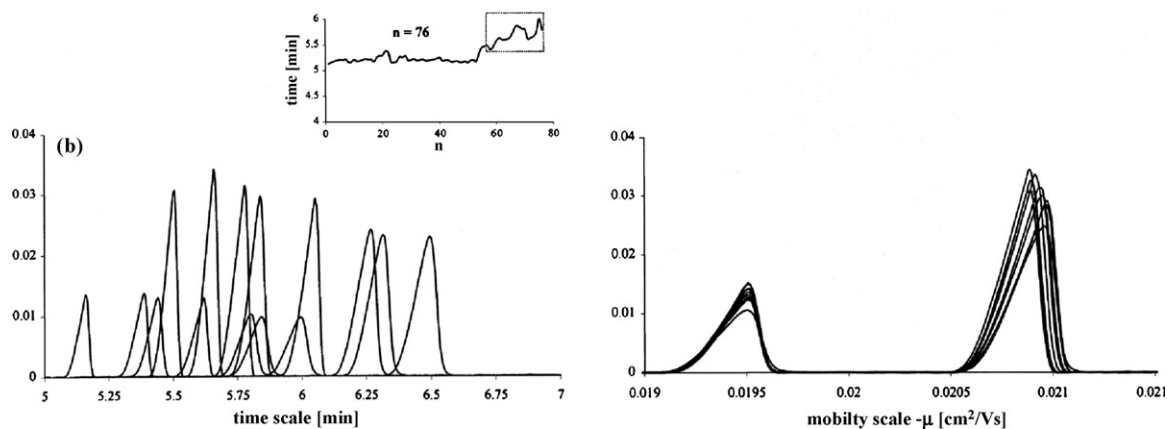 6
5.5
5
4.5
4
time [min]
n = 76
0 20 40 60 80
n
(b)
0.04
0.03
0.02
0.01
0
5 5.25 5.5 5.75 6 6.25 6.5 6.75 7
time scale [min]
0.04
0.03
0.02
0.01
0
0.019 0.0195 0.02 0.0205 0.021 0.021
mobilty scale -μ [cm²/Vs]